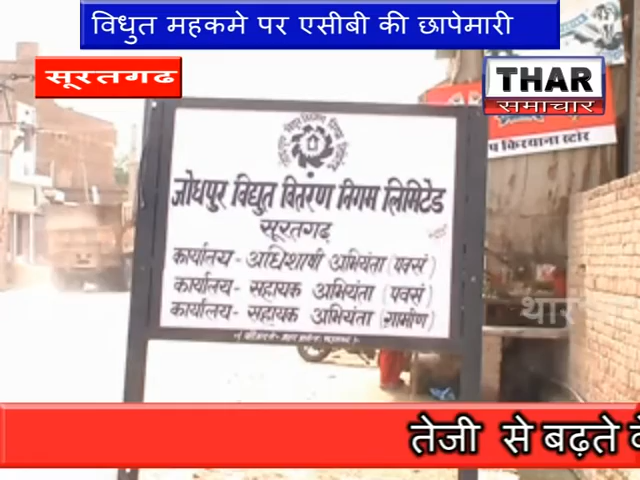 विधुत महकमे पर एसीबी की छापेमारी
सूरतगढ
THAR
समाचार
किरयाना स्टोर
जोधपुर विद्युत वितरण निगम लिमिटेड
सूरतगढ़
कार्यालय - अधिशाषी अभियंता (पवसं)
कार्यालय - सहायक अभियंता (पवसं)
कार्यालय - सहायक अभियंता (ग्रामीण)
तेजी से बढ़ते